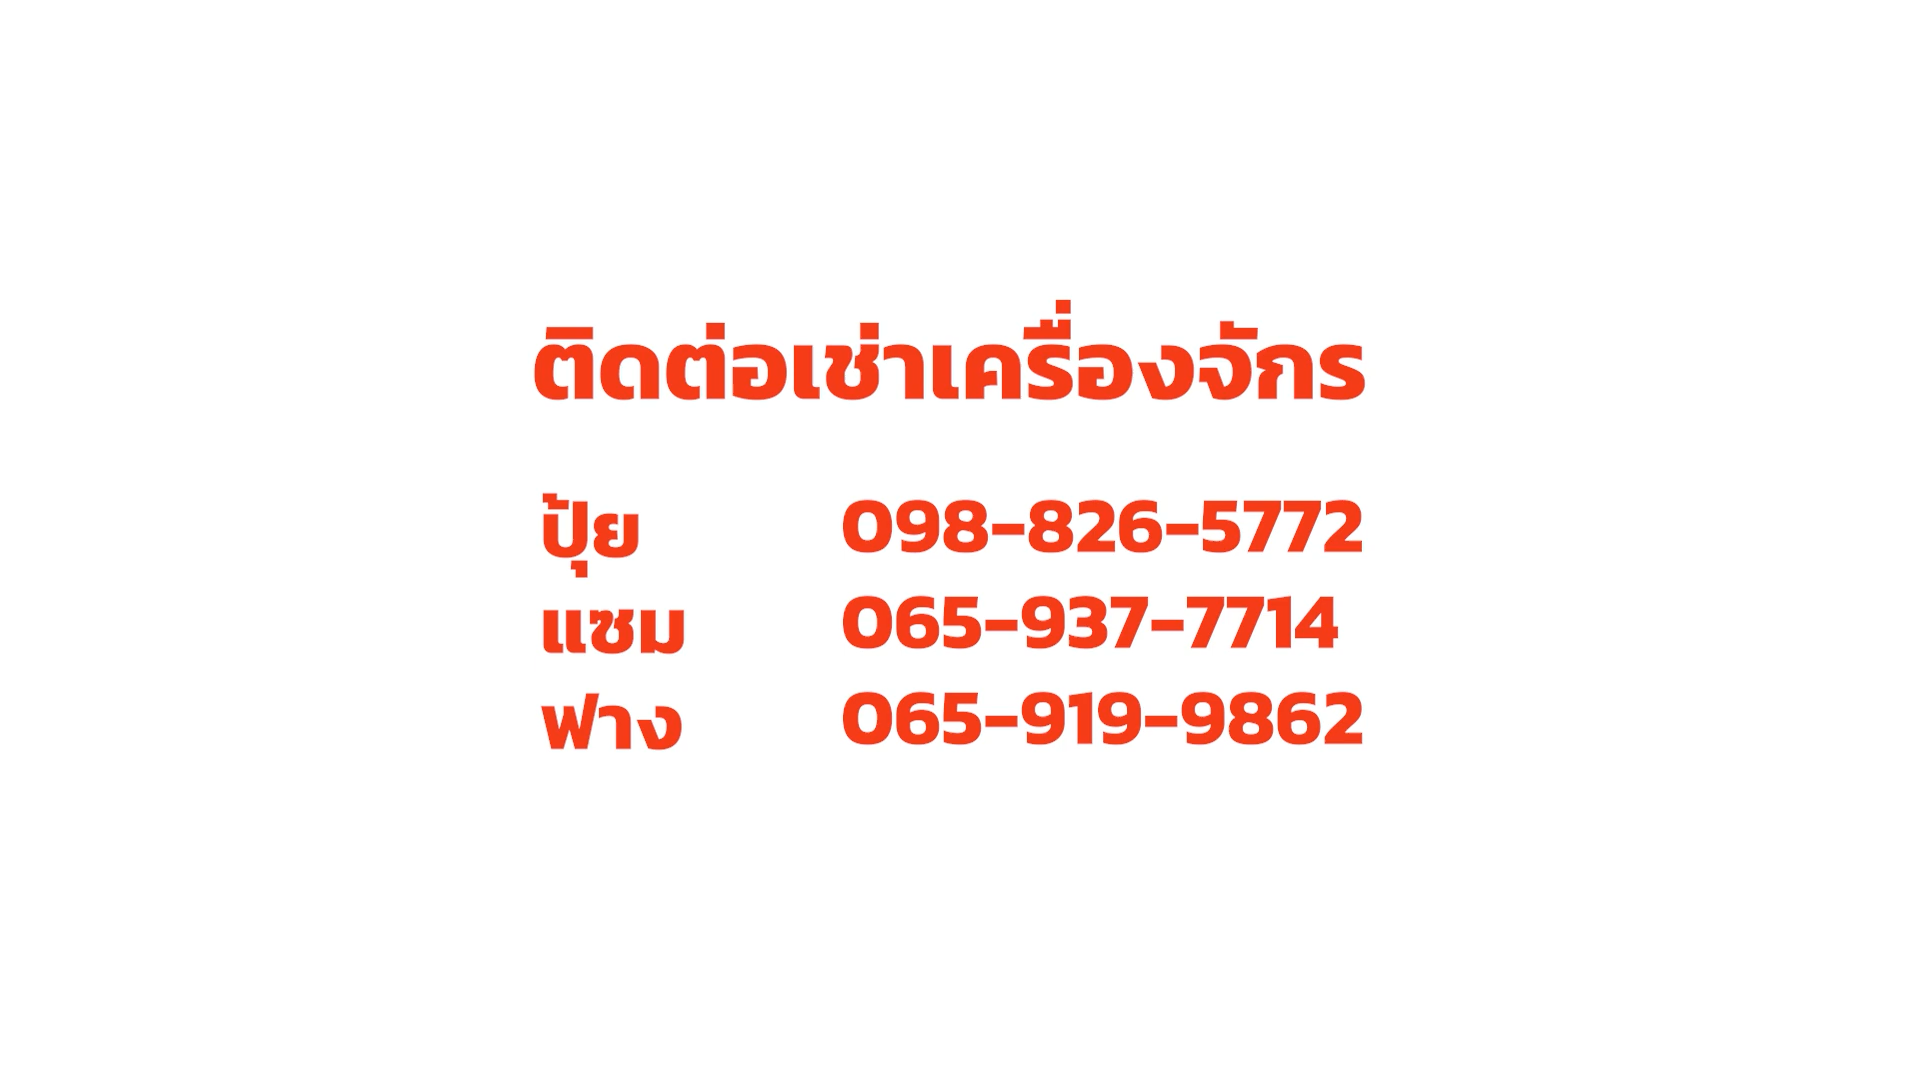 ติดต่อเช่าเครื่องจักร
ปุ้ย 098-826-5772
แซม 065-937-7714
ฟาง 065-919-9862